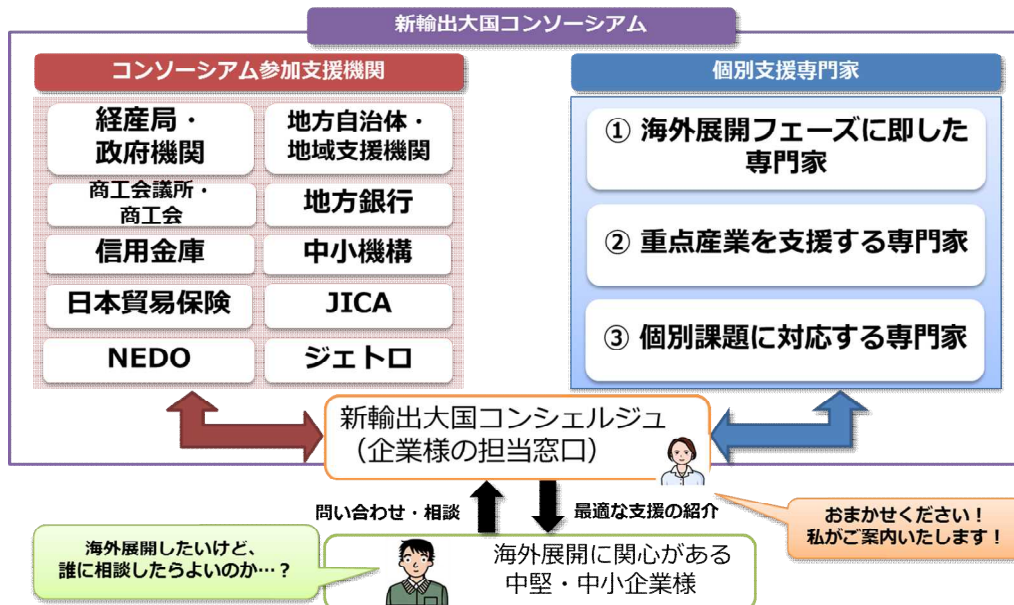 新輸出大国コンソーシアム
コンソーシアム参加支援機関
経産局・
政府機関
地方自治体・
地域支援機関
商工会議所・
商工会
地方銀行
信用金庫
中小機構
日本貿易保険
JICA
NEDO
ジェトロ
個別支援専門家
① 海外展開フェーズに即した
専門家
② 重点産業を支援する専門家
③ 個別課題に対応する専門家
新輸出大国コンシェルジュ
（企業様の担当窓口）
問い合わせ・相談
最適な支援の紹介
おまかせください！
私がご案内いたします！
海外展開したいけど、
誰に相談したらよいのか…？
海外展開に関心がある
中堅・中小企業様